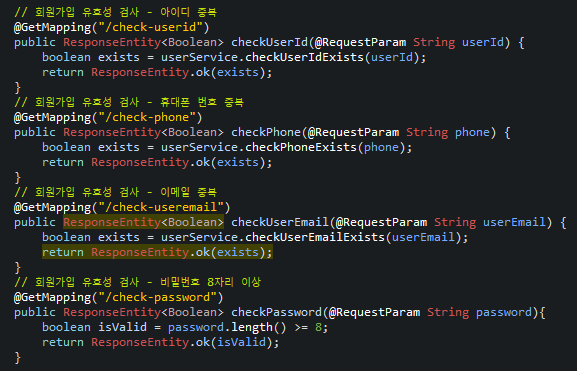 // 회원가입 유효성 검사 - 아이디 중복
@GetMapping("/check-userid")
public ResponseEntity<Boolean> checkUserId(@RequestParam String userId) {
    boolean exists = userService.checkUserIdExists(userId);
    return ResponseEntity.ok(exists);
}
// 회원가입 유효성 검사 - 휴대폰 번호 중복
@GetMapping("/check-phone")
public ResponseEntity<Boolean> checkPhone(@RequestParam String phone) {
    boolean exists = userService.checkPhoneExists(phone);
    return ResponseEntity.ok(exists);
}
// 회원가입 유효성 검사 - 이메일 중복
@GetMapping("/check-useremail")
public ResponseEntity<Boolean> checkUserEmail(@RequestParam String userEmail) {
    boolean exists = userService.checkUserEmailExists(userEmail);
    return ResponseEntity.ok(exists);
}
// 회원가입 유효성 검사 - 비밀번호 8자리 이상
@GetMapping("/check-password")
public ResponseEntity<Boolean> checkPassword(@RequestParam String password){
    boolean isValid = password.length() >= 8;
    return ResponseEntity.ok(isValid);
}